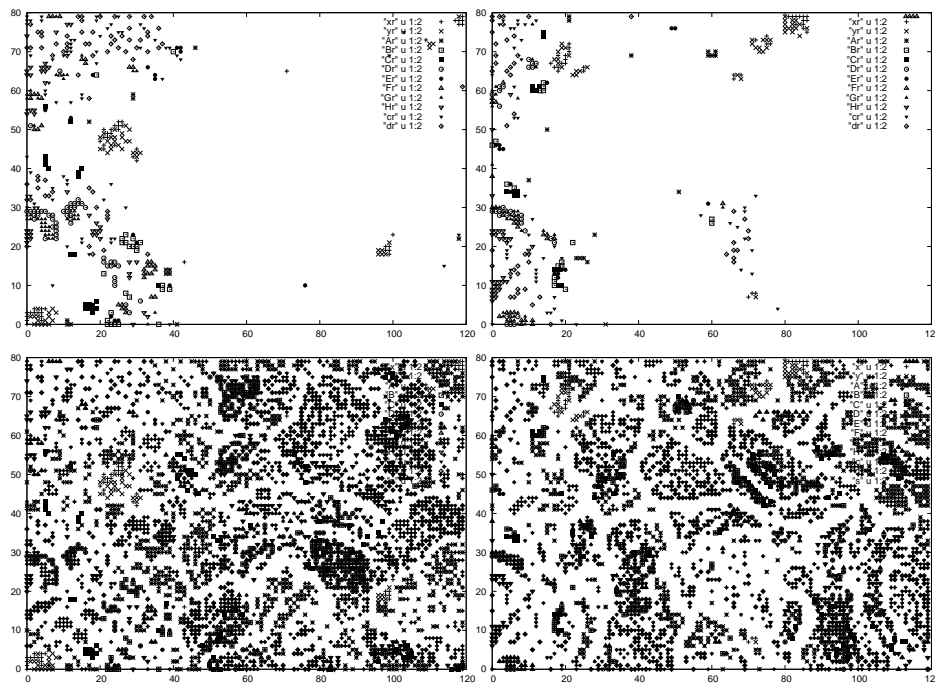 80
70
60
50
40
30
20
10
0
"xr" u 1:2
"yr" u 1:2
"Ar" u 1:2
"Br" u 1:2
"Cr" u 1:2
"Dr" u 1:2
"Er" u 1:2
"Fr" u 1:2
"Gr" u 1:2
"Hr" u 1:2
"cr" u 1:2
"dr" u 1:2
0 20 40 60 80 100 120
80
70
60
50
40
30
20
10
0
"xr" u 1:2
"yr" u 1:2
"Ar" u 1:2
"Br" u 1:2
"Cr" u 1:2
"Dr" u 1:2
"Er" u 1:2
"Fr" u 1:2
"Gr" u 1:2
"Hr" u 1:2
"cr" u 1:2
"dr" u 1:2
0 20 40 60 80 100 120
80
70
60
50
40
30
20
10
0
0 20 40 60 80 100 120
80
70
60
50
40
30
20
10
0
0 20 40 60 80 100 12